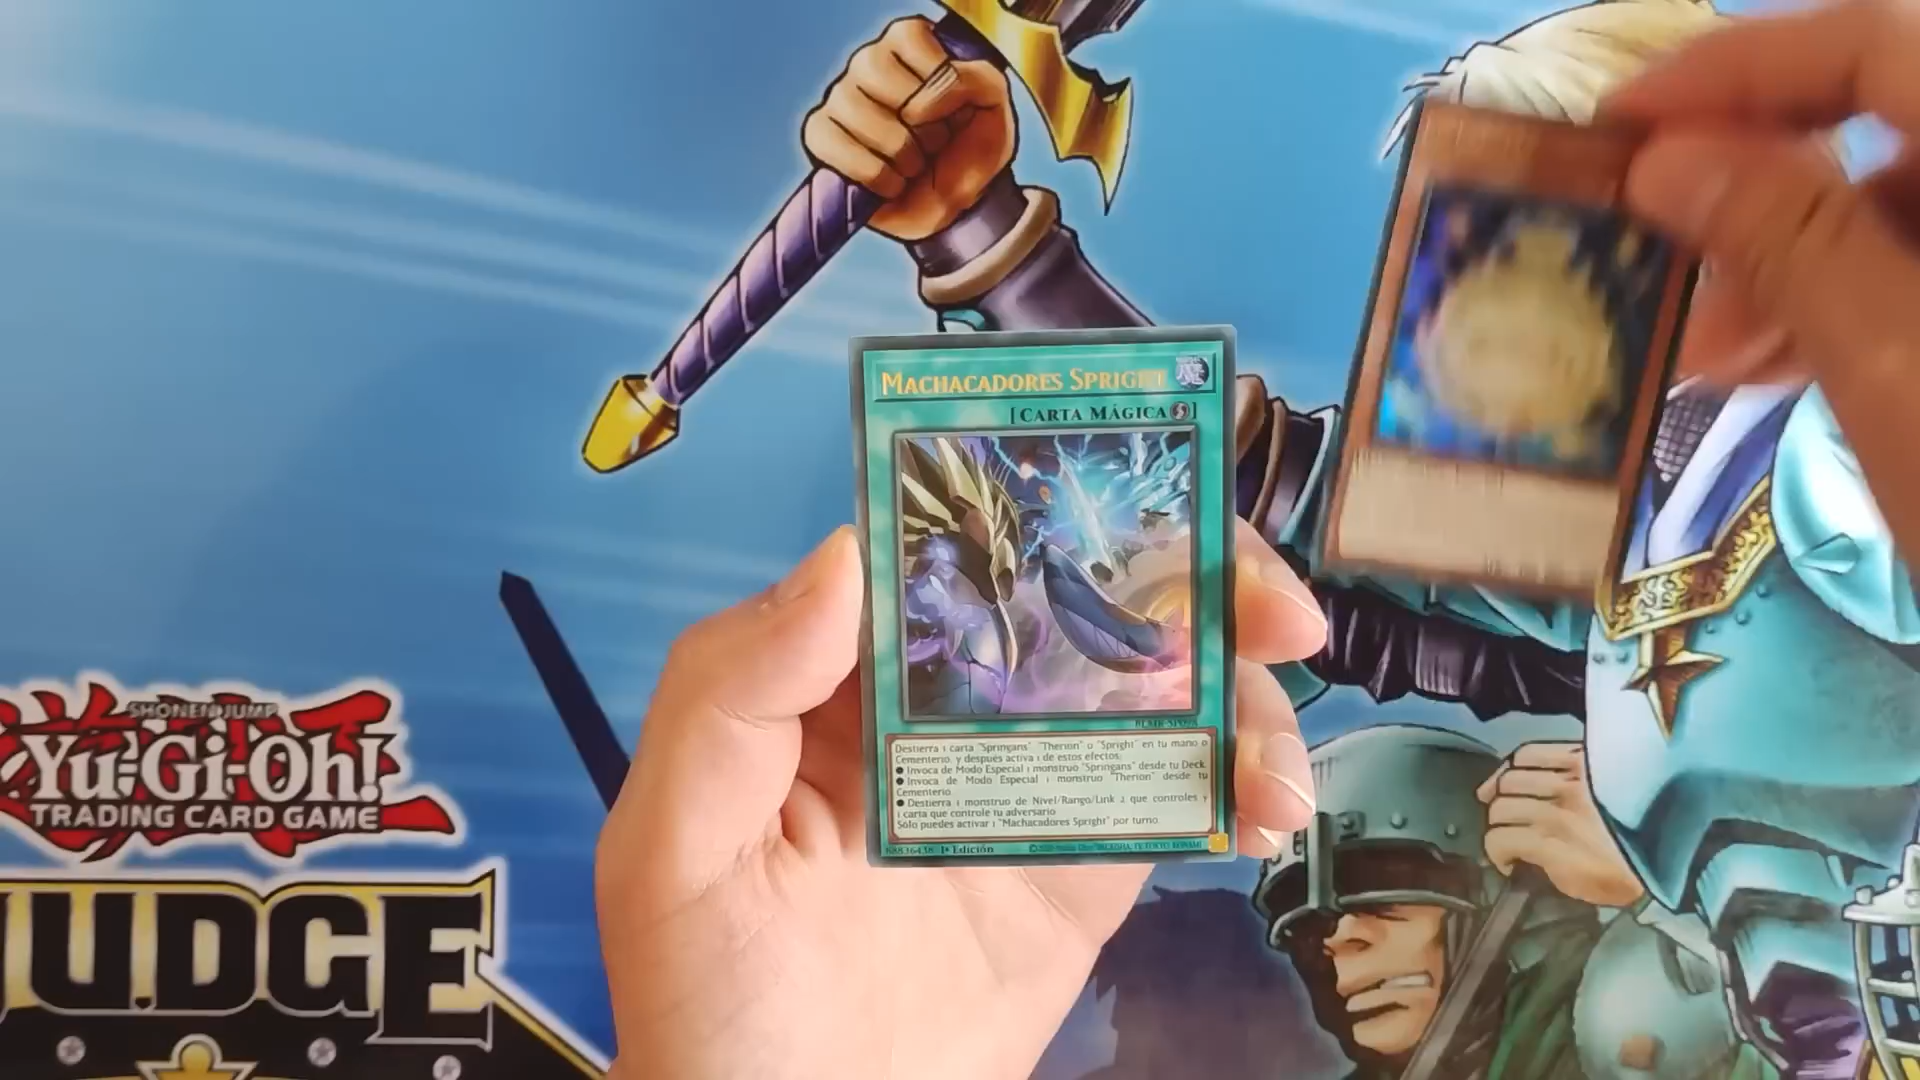 MACHACADORES SPRIGHT
[CARTA MÁGICA]
BLMR-SP098
Destierra 1 carta "Springans" "Therion" o "Spright" en tu mano o
Cementerio, y después activa 1 de estos efectos;
● Invoca de Modo Especial 1 monstruo "Springans" desde tu Deck.
● Invoca de Modo Especial 1 monstruo "Therion" desde tu
Cementerio
● Destierra 1 monstruo de Nivel/Rango/Link 2 que controles y
1 carta que controle tu adversario
Sólo puedes activar 1 "Machacadores Spright" por turno.
1ª Edición
SHONEN JUMP
Yu-Gi-Oh!
TRADING CARD GAME
JUDGE